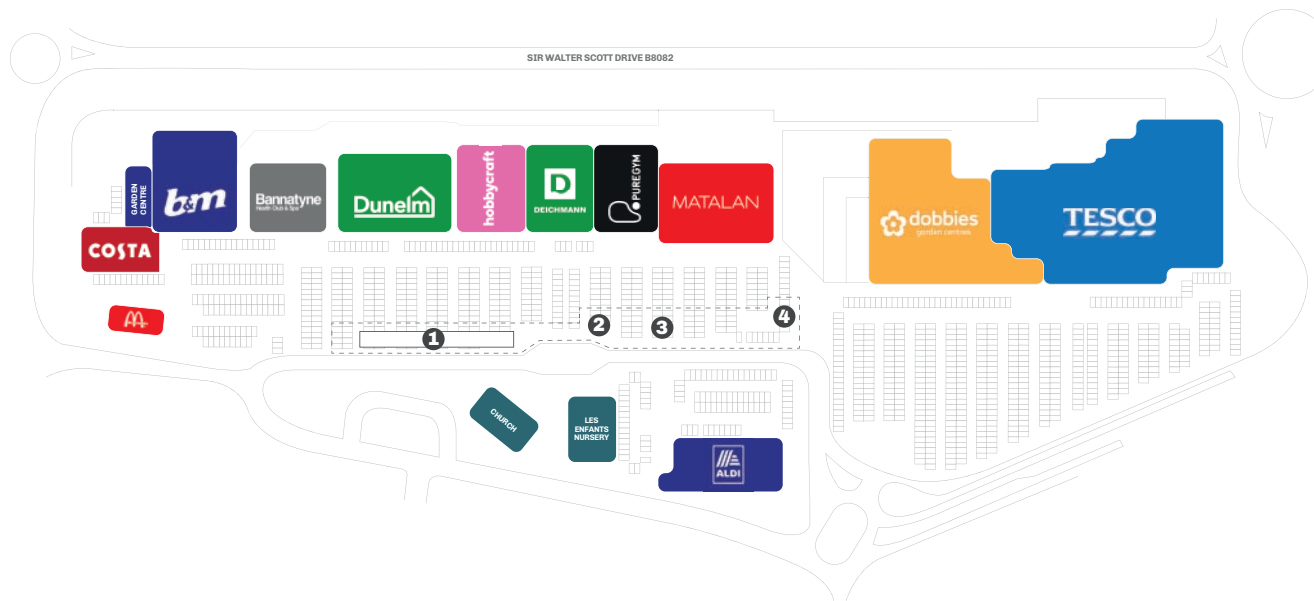 SIR WALTER SCOTT DRIVE B8082
GARDEN
CENTRE
b&m
Bannatyne
Health Club & Spa
Dunelm
hobbycraft
D
DEICHMANN
PUREGYM
MATALAN
dobbies
garden centres
TESCO
COSTA
M
1
2
3
4
CHURCH
LES
ENFANTS
NURSERY
ALDI